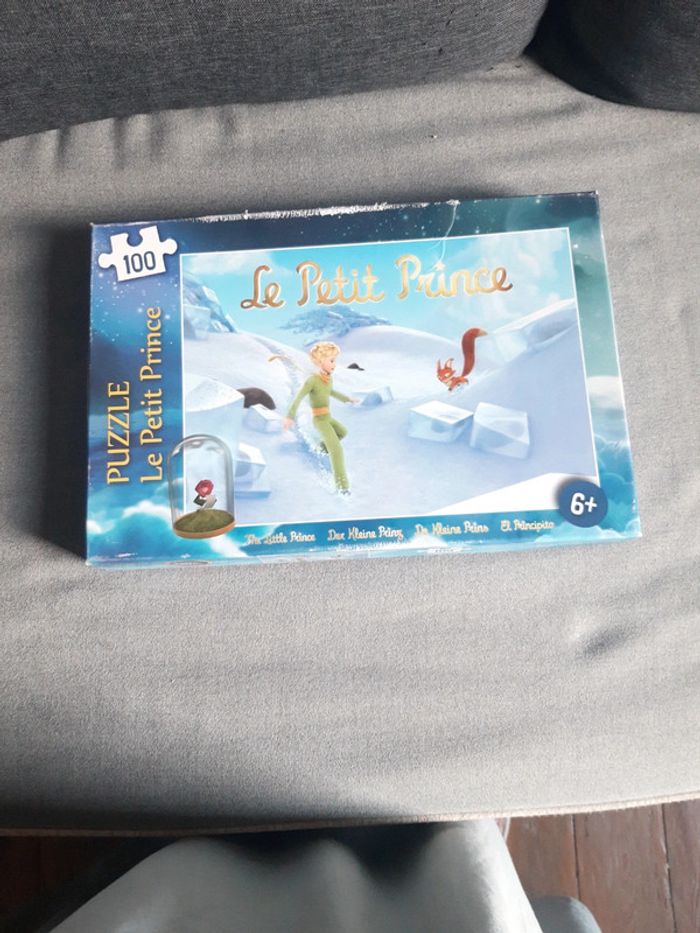 100
PUZZLE
Le Petit Prince
Le Petit Prince
6+
The Little Prince Der Kleine Prinz De Kleine Prins El Principito